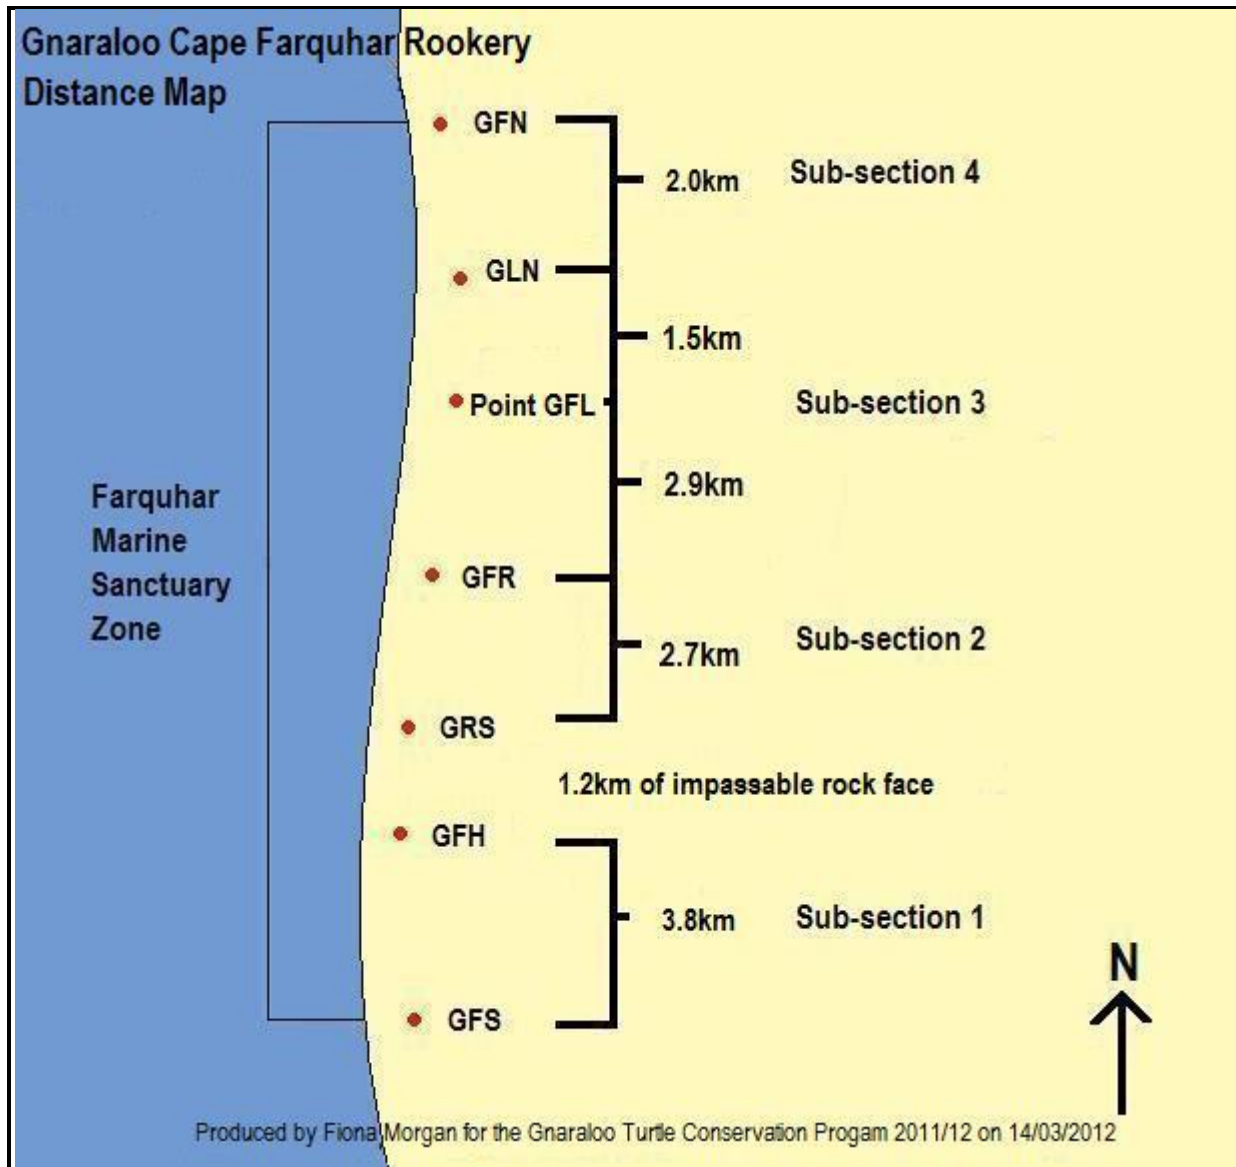 Gnaraloo Cape Farquhar Rookery
Distance Map
GFN
2.0km
Sub-section 4
GLN
1.5km
Point GFL
Sub-section 3
2.9km
Farquhar
Marine
Sanctuary
Zone
GFR
2.7km
Sub-section 2
GRS
1.2km of impassable rock face
GFH
3.8km
Sub-section 1
N
GFS
Produced by Fiona Morgan for the Gnaraloo Turtle Conservation Progam 2011/12 on 14/03/2012